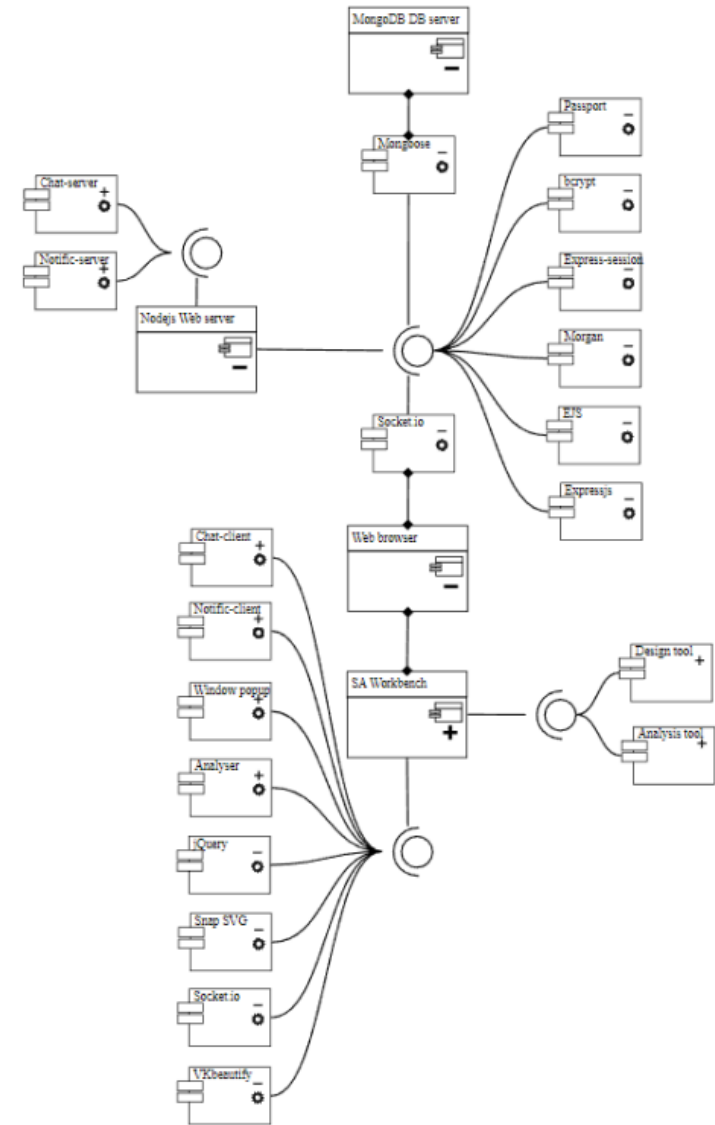 MongoDB DB server
Mongoose
Passport
bcrypt
Express-session
Morgan
EJS
Expressjs
Chat-server
Notific-server
Nodejs Web server
Socket.io
Web browser
SA Workbench
Design tool
Analysis tool
Chat-client
Notific-client
Window popup
Analyser
jQuery
Snap SVG
Socket.io
VKbeautify